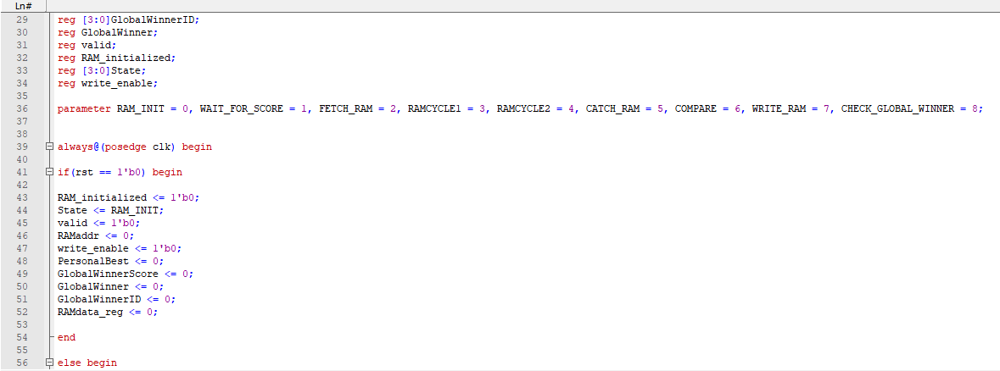 Ln#
29 reg [3:0]GlobalWinnerID;
30 reg GlobalWinner;
31 reg valid;
32 reg RAM_initialized;
33 reg [3:0]State;
34 reg write_enable;
35
36 parameter RAM_INIT = 0, WAIT_FOR_SCORE = 1, FETCH_RAM = 2, RAMCYCLE1 = 3, RAMCYCLE2 = 4, CATCH_RAM = 5, COMPARE = 6, WRITE_RAM = 7, CHECK_GLOBAL_WINNER = 8;
37
38
39 always@(posedge clk) begin
40
41 if(rst == 1'b0) begin
42
43 RAM_initialized <= 1'b0;
44 State <= RAM_INIT;
45 valid <= 1'b0;
46 RAMaddr <= 0;
47 write_enable <= 1'b0;
48 PersonalBest <= 0;
49 GlobalWinnerScore <= 0;
50 GlobalWinner <= 0;
51 GlobalWinnerID <= 0;
52 RAMdata_reg <= 0;
53
54 end
55
56 else begin